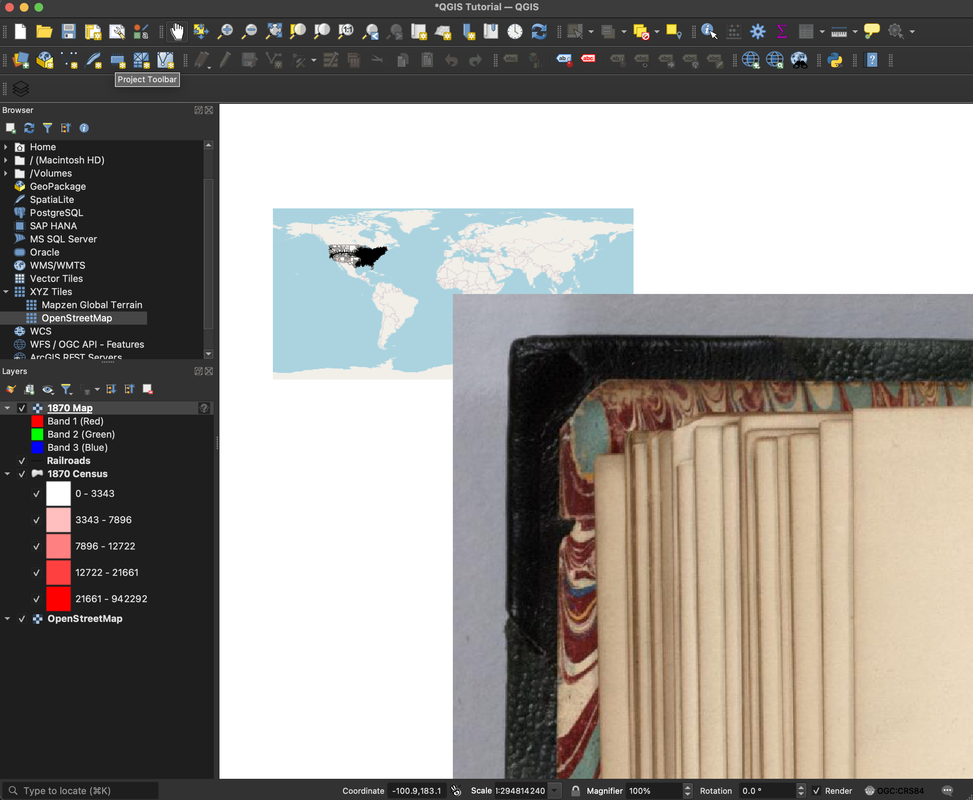 *QGIS Tutorial — QGIS
Project Toolbar
Browser
Home
/ (Macintosh HD)
/Volumes
GeoPackage
SpatiaLite
PostgreSQL
SAP HANA
MS SQL Server
Oracle
WMS/WMTS
Vector Tiles
XYZ Tiles
Mapzen Global Terrain
OpenStreetMap
WCS
WFS / OGC API - Features
ArcGIS REST Servers
Layers
1870 Map
Band 1 (Red)
Band 2 (Green)
Band 3 (Blue)
Railroads
1870 Census
0 - 3343
3343 - 7896
7896 - 12722
12722 - 21661
21661 - 942292
OpenStreetMap
Type to locate (⌘K)
Coordinate -100.9,183.1
Scale 1:294814240
Magnifier 100%
Rotation 0.0 °
Render
OGC:CRS84